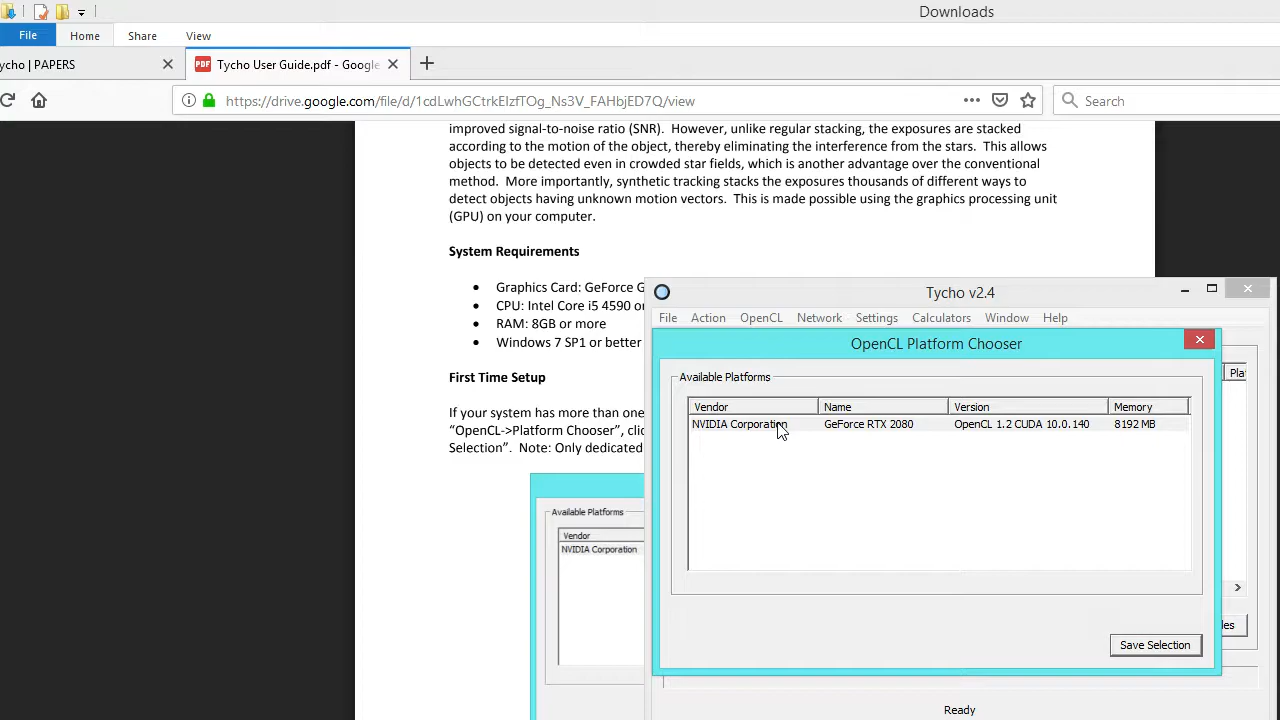 Downloads
File Home Share View
ycho | PAPERS
PDF Tycho User Guide.pdf - Google
https://drive.google.com/file/d/1cdLwhGCtrkEIzfTOg_Ns3V_FAHbjED7Q/view
Search
improved signal-to-noise ratio (SNR). However, unlike regular stacking, the exposures are stacked
according to the motion of the object, thereby eliminating the interference from the stars. This allows
objects to be detected even in crowded star fields, which is another advantage over the conventional
method. More importantly, synthetic tracking stacks the exposures thousands of different ways to
detect objects having unknown motion vectors. This is made possible using the graphics processing unit
(GPU) on your computer.
System Requirements
Graphics Card: GeForce G
CPU: Intel Core i5 4590 or
RAM: 8GB or more
Windows 7 SP1 or better
First Time Setup
If your system has more than one
“OpenCL->Platform Chooser”, clic
Selection”. Note: Only dedicated
Available Platforms
Vendor
NVIDIA Corporation
Tycho v2.4
File Action OpenCL Network Settings Calculators Window Help
OpenCL Platform Chooser
Available Platforms
Vendor Name Version Memory
NVIDIA Corporation GeForce RTX 2080 OpenCL 1.2 CUDA 10.0.140 8192 MB
Save Selection
Pla
les
Ready